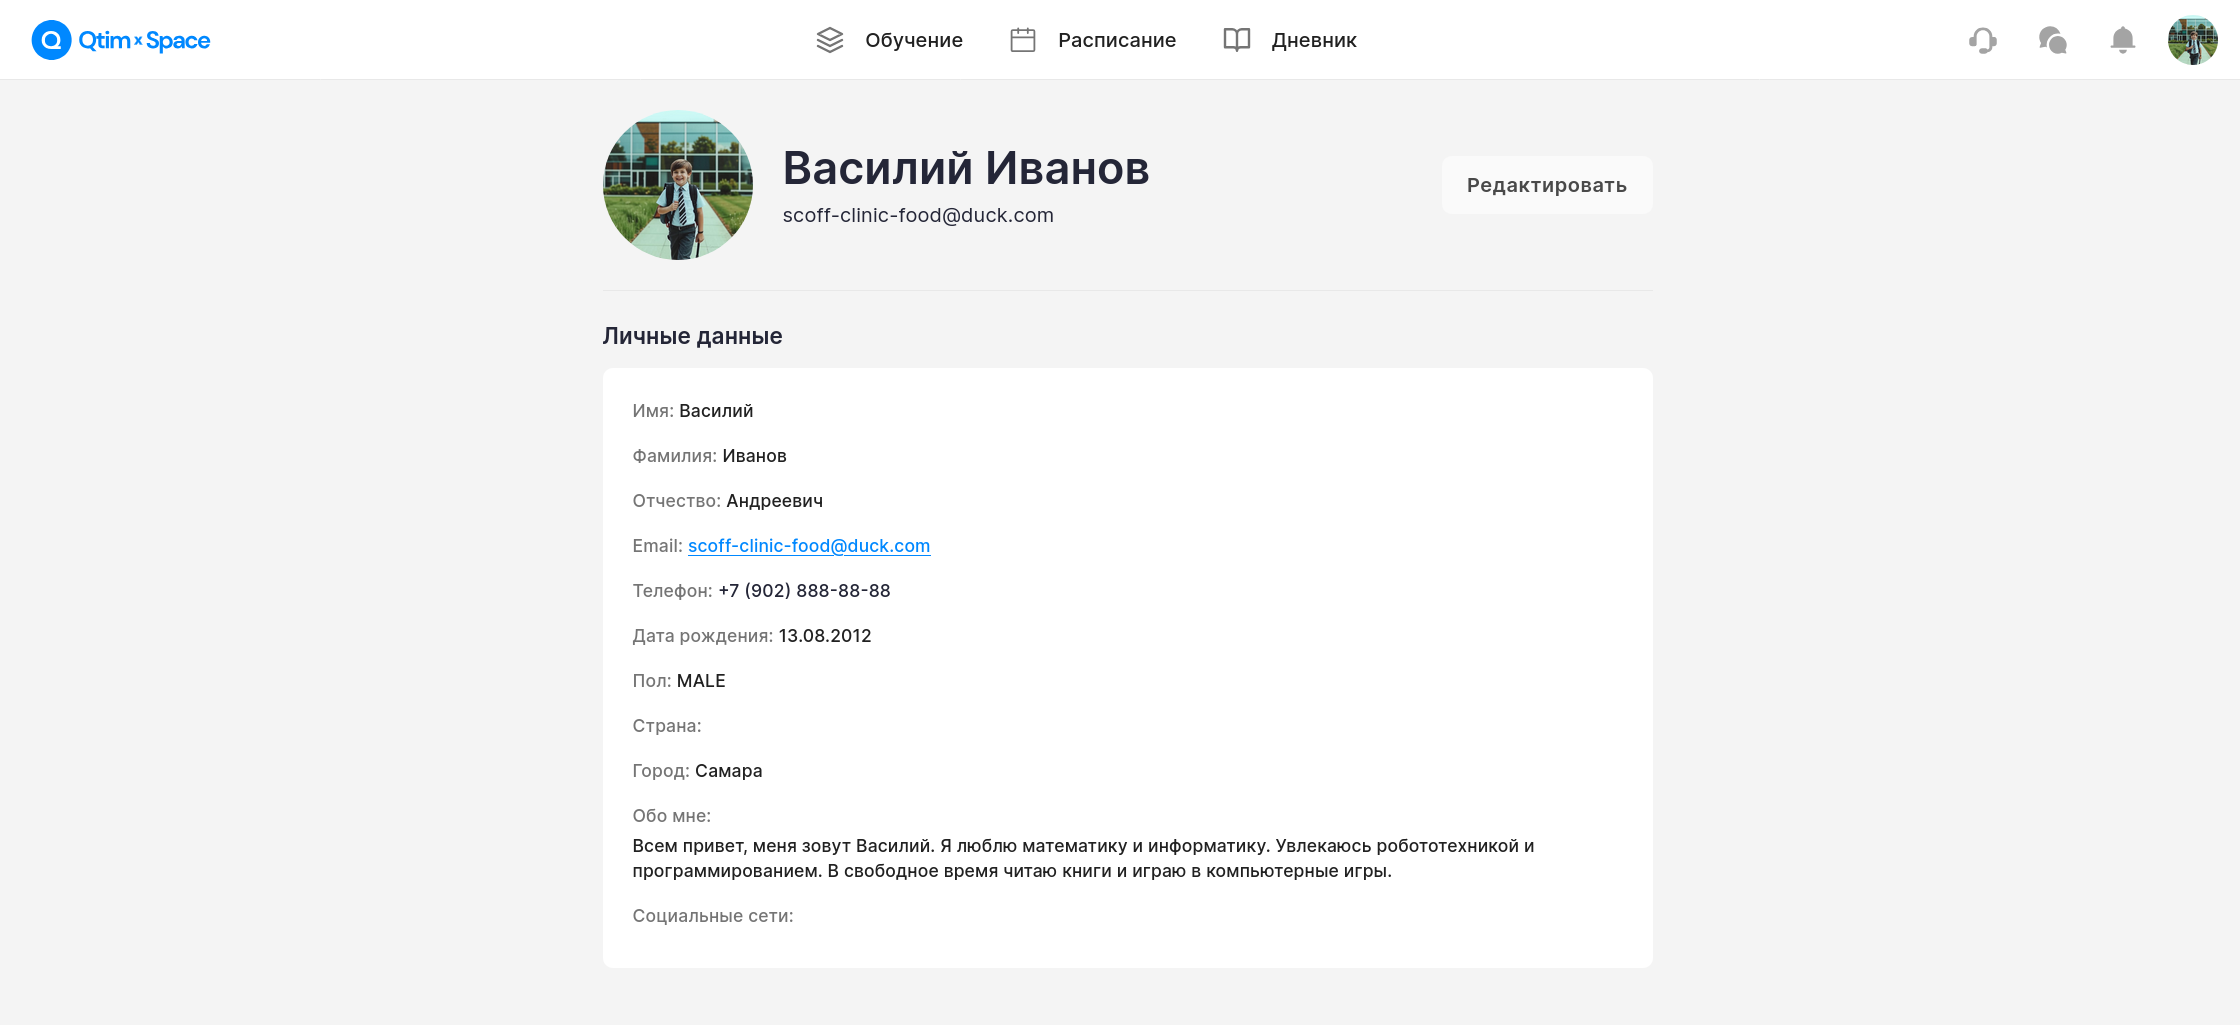 Qtim x Space
Обучение
Расписание
Дневник
Василий Иванов
scoff-clinic-food@duck.com
Редактировать
Личные данные
Имя: Василий
Фамилия: Иванов
Отчество: Андреевич
Email: scoff-clinic-food@duck.com
Телефон: +7 (902) 888-88-88
Дата рождения: 13.08.2012
Пол: MALE
Страна:
Город: Самара
Обо мне:
Всем привет, меня зовут Василий. Я люблю математику и информатику. Увлекаюсь робототехникой и
программированием. В свободное время читаю книги и играю в компьютерные игры.
Социальные сети: